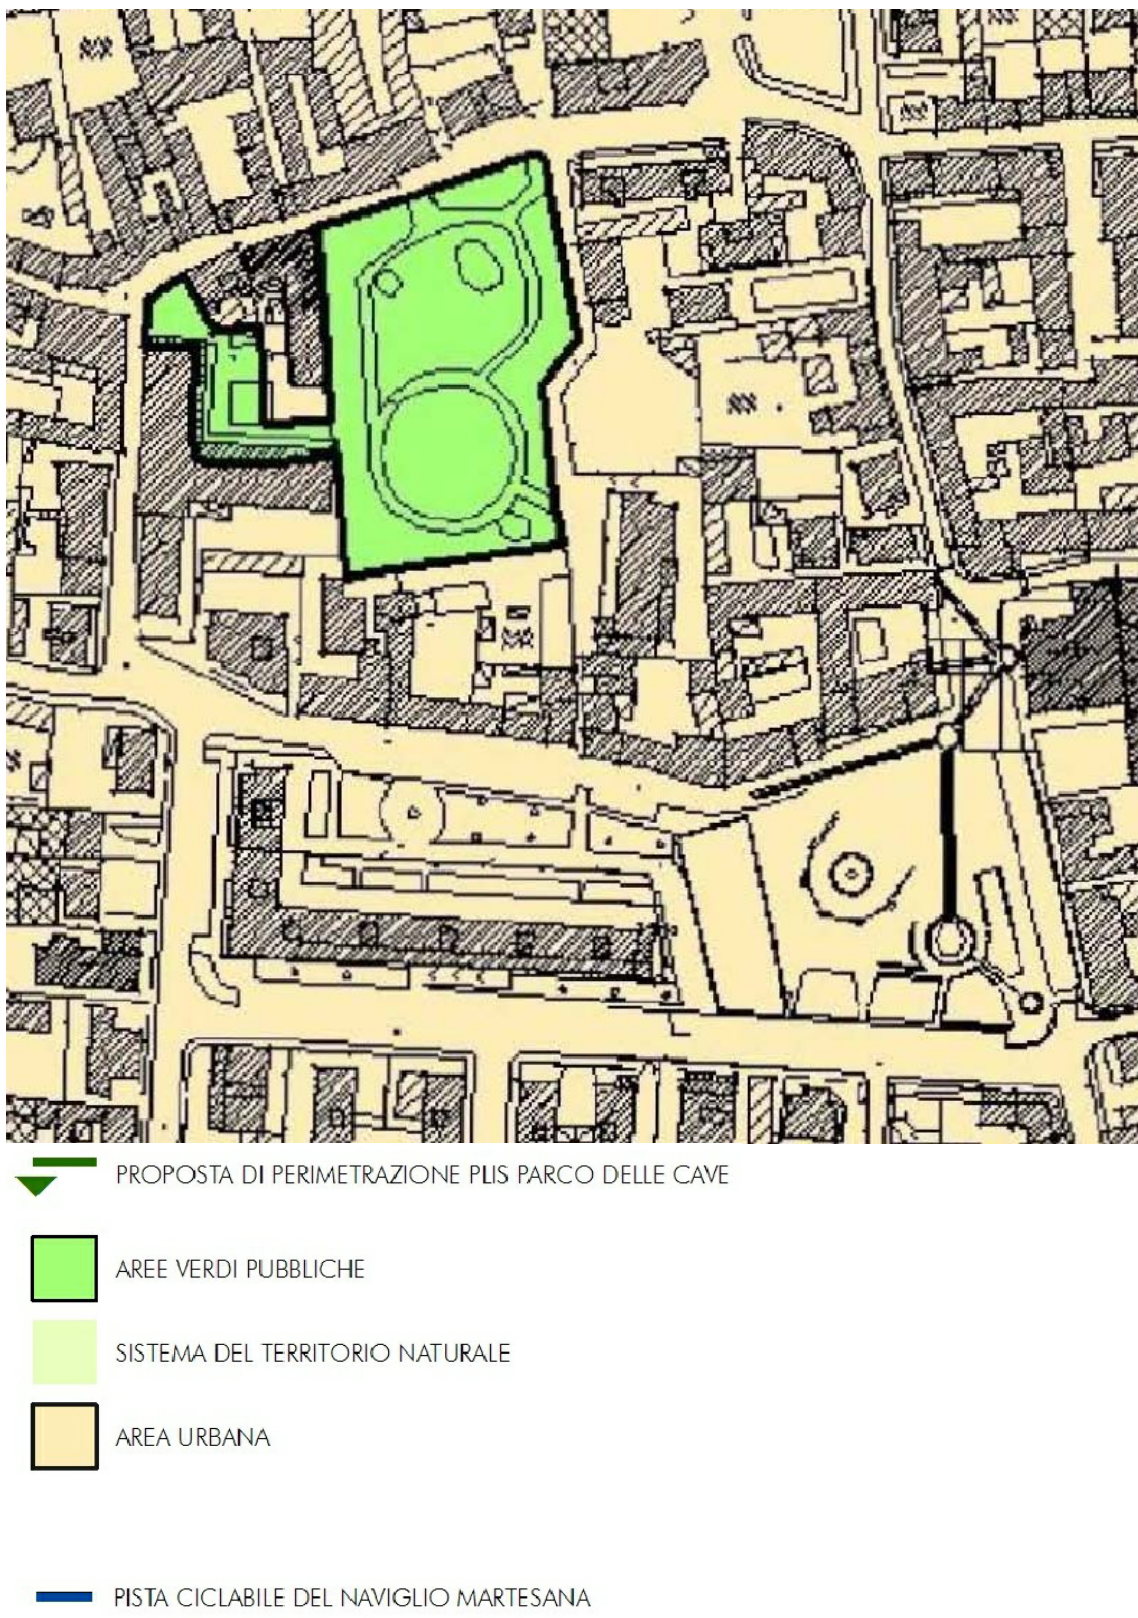 PROPOSTA DI PERIMETRAZIONE PLIS PARCO DELLE CAVE
AREE VERDI PUBBLICHE
SISTEMA DEL TERRITORIO NATURALE
AREA URBANA
PISTA CICLABILE DEL NAVIGLIO MARTESANA